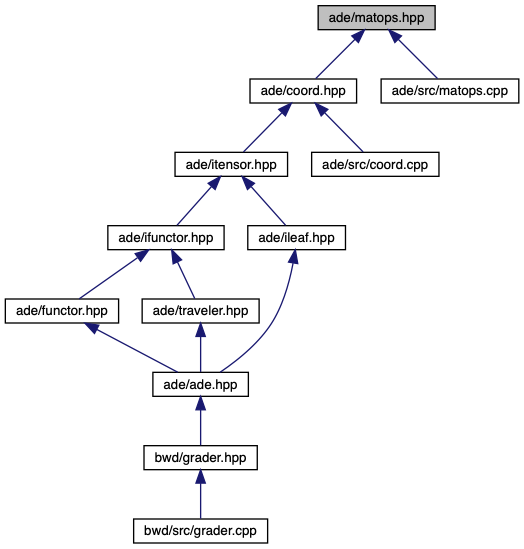 ade/matops.hpp
ade/coord.hpp
ade/src/matops.cpp
ade/itensor.hpp
ade/src/coord.cpp
ade/ifunctor.hpp
ade/ileaf.hpp
ade/functor.hpp
ade/traveler.hpp
ade/ade.hpp
bwd/grader.hpp
bwd/src/grader.cpp